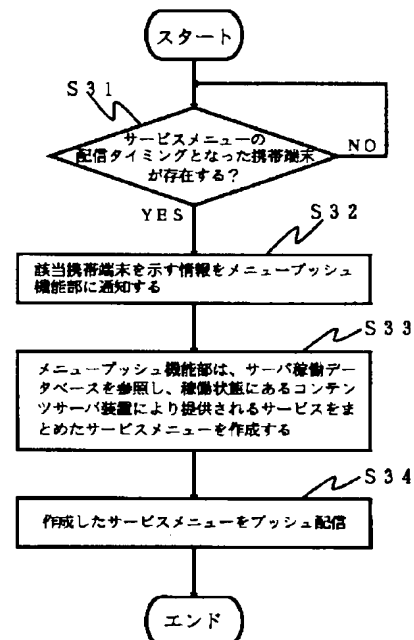 スタート
S31
サービスメニューの
配信タイミングとなった携帯端末
が存在する?
NO
YES
S32
該当携帯端末を示す情報をメニュープッシュ
機能部に通知する
S33
メニュープッシュ機能部は、サーバ稼働デー
タベースを参照し、稼働状態にあるコンテン
ツサーバ装置により提供されるサービスをま
とめたサービスメニューを作成する
S34
作成したサービスメニューをプッシュ配信
エンド